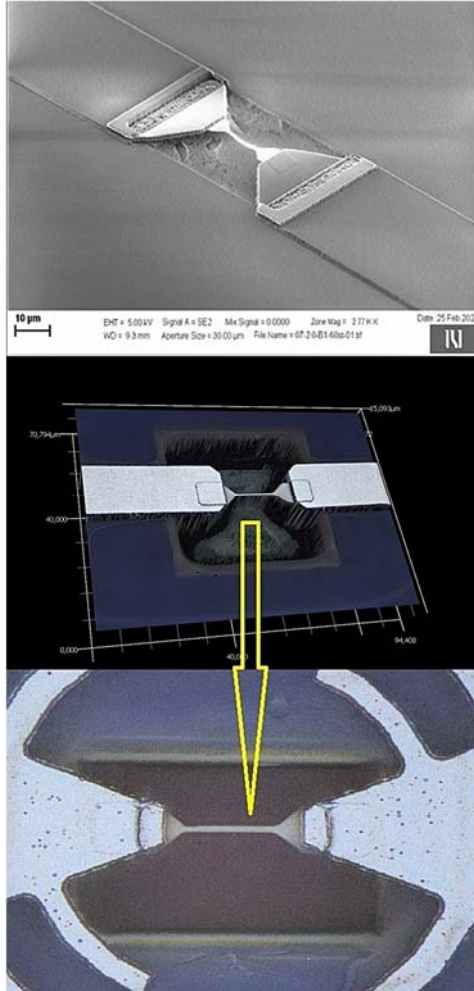 10 µm
EHT = 5.00 kV Signal A = SE2 Mix Signal = 0.0000 Zone Mag = 2.77 K X Date: 25 Feb 202
WD = 9.3 mm Aperture Size = 30.00 µm File Name = 07-2-0-B1-60st-01.tif
15,093µm
70,794µm
40,000
0,000
40,00
94,408